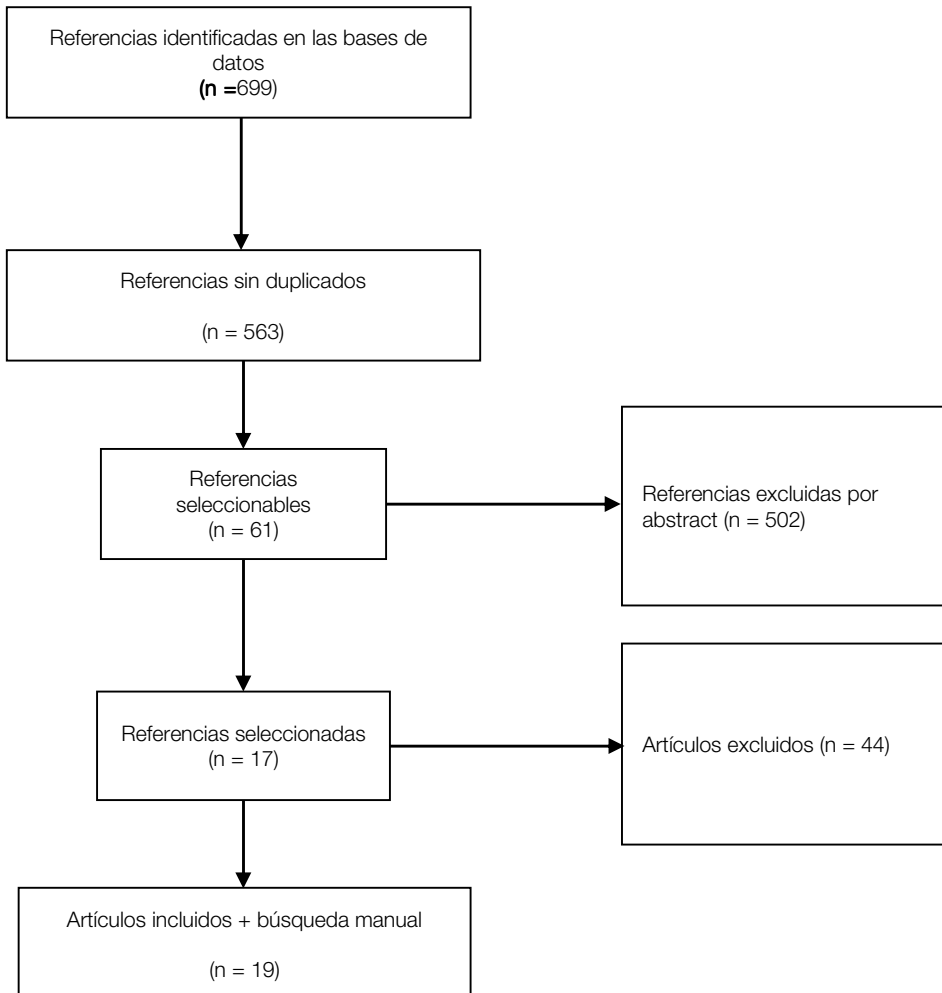 Referencias identificadas en las bases de
datos
(n =699)
Referencias sin duplicados
(n = 563)
Referencias
seleccionables
(n = 61)
Referencias excluidas por
abstract (n = 502)
Referencias seleccionadas
(n = 17)
Artículos excluidos (n = 44)
Artículos incluidos + búsqueda manual
(n = 19)